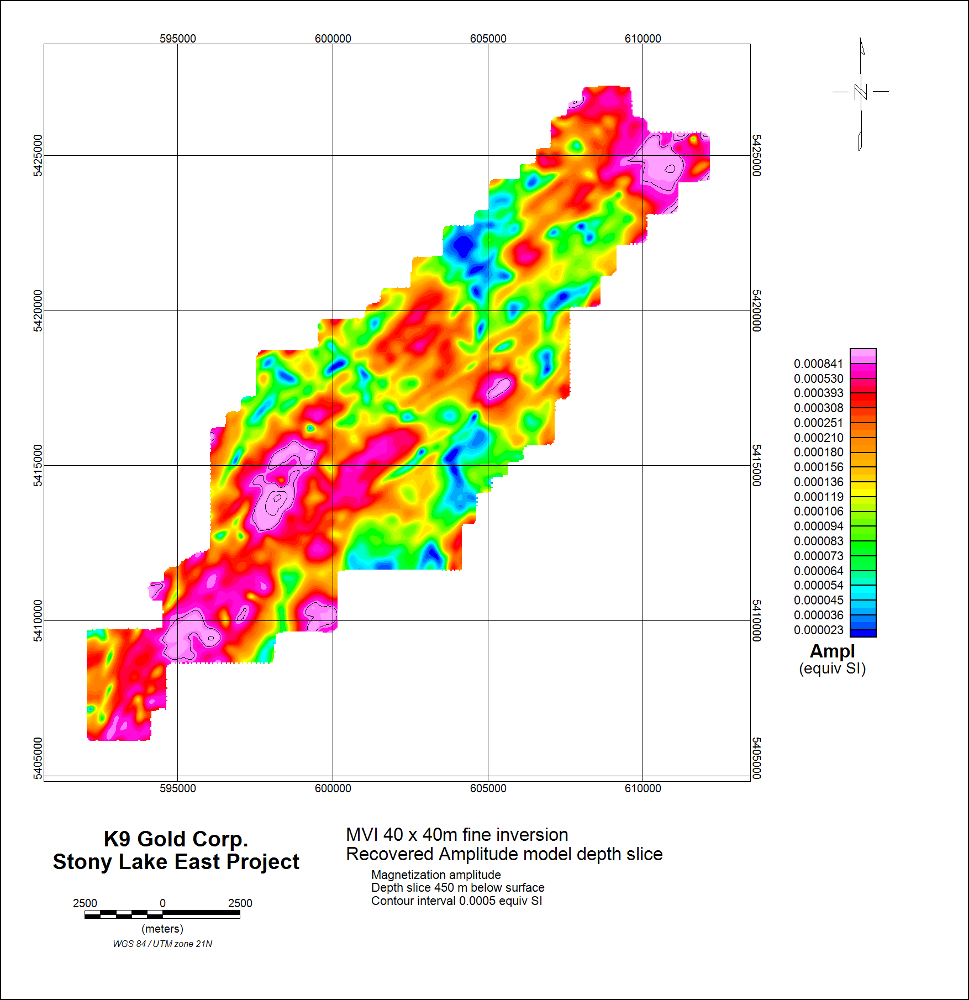 595000 600000 605000 610000
N
5425000 5425000
5420000 5420000
5415000 5415000
5410000 5410000
5405000 5405000
595000 600000 605000 610000
0.000841
0.000530
0.000393
0.000308
0.000251
0.000210
0.000180
0.000156
0.000136
0.000119
0.000106
0.000094
0.000083
0.000073
0.000064
0.000054
0.000045
0.000036
0.000023
Ampl
(equiv SI)
K9 Gold Corp.
Stony Lake East Project
2500 0 2500
(meters)
WGS 84 / UTM zone 21N
MVI 40 x 40m fine inversion
Recovered Amplitude model depth slice
Magnetization amplitude
Depth slice 450 m below surface
Contour interval 0.0005 equiv SI